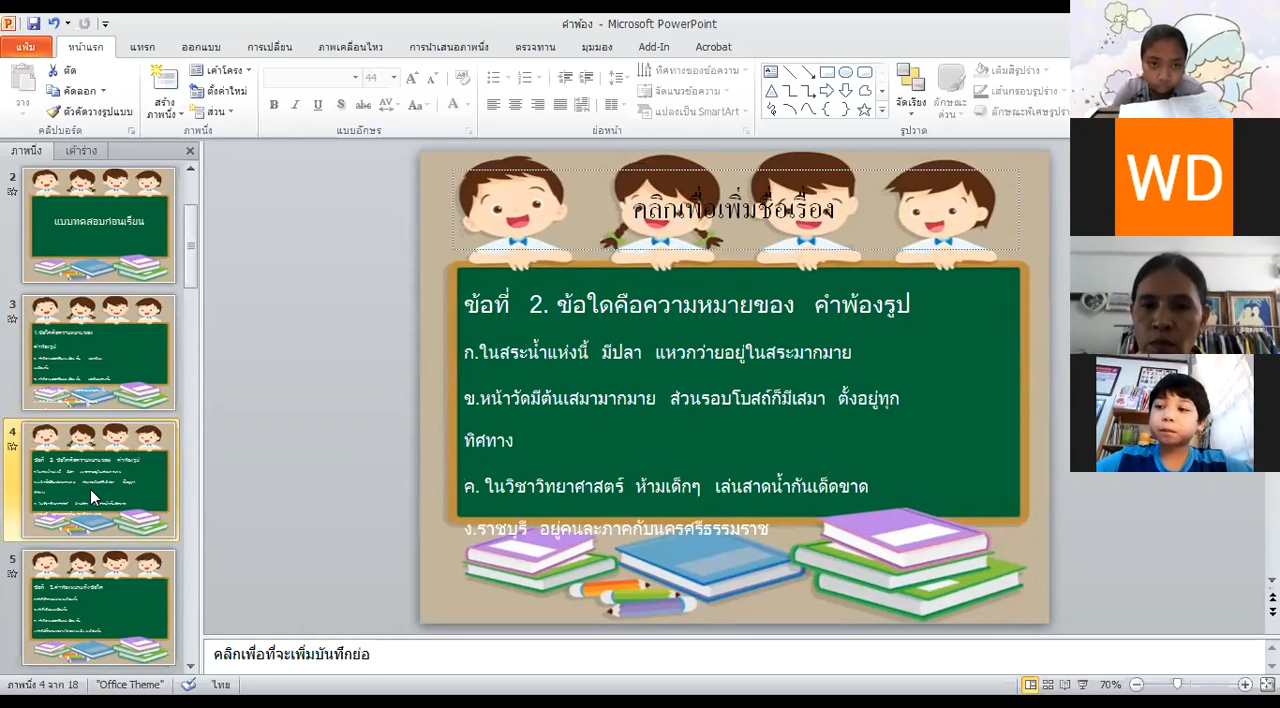 คำพ้อง - Microsoft PowerPoint
แฟ้ม หน้าแรก แทรก ออกแบบ การเปลี่ยน ภาพเคลื่อนไหว การนำเสนอภาพนิ่ง ตรวจทาน มุมมอง Add-In Acrobat
วาง
ตัด
คัดลอก
ตัวคัดวางรูปแบบ
คลิปบอร์ด
สร้าง
ภาพนิ่ง
เค้าโครง
ตั้งค่าใหม่
ส่วน
ภาพนิ่ง
44
แบบอักษร
ทิศทางของข้อความ
จัดแนวข้อความ
แปลงเป็น SmartArt
ย่อหน้า
จัดเรียง
ลักษณะ
ด่วน
เติมสีรูปร่าง
เส้นกรอบรูปร่าง
ลักษณะพิเศษรูปร่าง
รูปวาด
ภาพนิ่ง เค้าร่าง
2
แบบทดสอบก่อนเรียน
3
4
5
คลิกเพื่อเพิ่มชื่อเรื่อง
ข้อที่ 2. ข้อใดคือความหมายของ คำพ้องรูป
ก.ในสระน้ำแห่งนี้ มีปลา แหวกว่ายอยู่ในสระมากมาย
ข.หน้าวัดมีต้นเสมามากมาย ส่วนรอบโบสถ์ก็มีเสมา ตั้งอยู่ทุก
ทิศทาง
ค. ในวิชาวิทยาศาสตร์ ห้ามเด็กๆ เล่นสาดน้ำกันเด็ดขาด
ง.ราชบุรี อยู่คนละภาคกับนครศรีธรรมราช
WD
คลิกเพื่อที่จะเพิ่มบันทึกย่อ
ภาพนิ่ง 4 จาก 18 "Office Theme" ไทย 70%